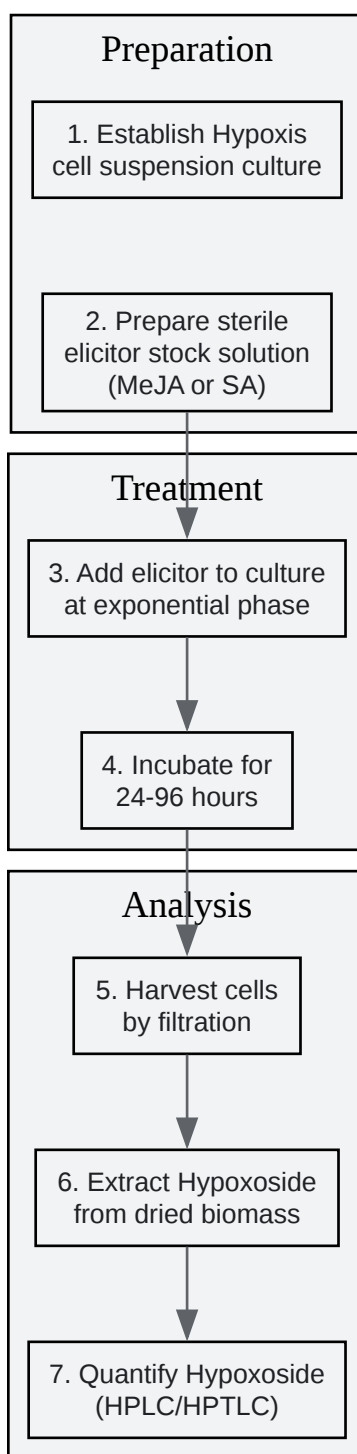 Preparation
1. Establish Hypoxis
cell suspension culture
2. Prepare sterile
elicitor stock solution
(MeJA or SA)
Treatment
3. Add elicitor to culture
at exponential phase
4. Incubate for
24-96 hours
Analysis
5. Harvest cells
by filtration
6. Extract Hypoxoside
from dried biomass
7. Quantify Hypoxoside
(HPLC/HPTLC)